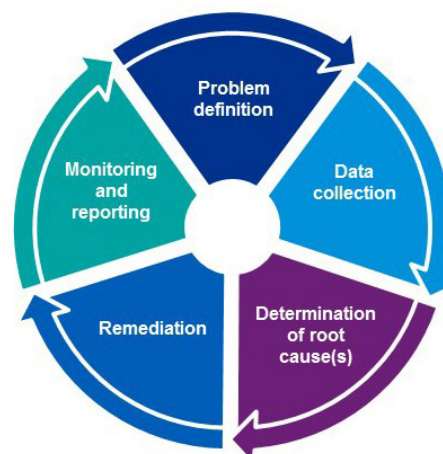 Problem
definition
Data
collection
Determination
of root
cause(s)
Remediation
Monitoring
and
reporting